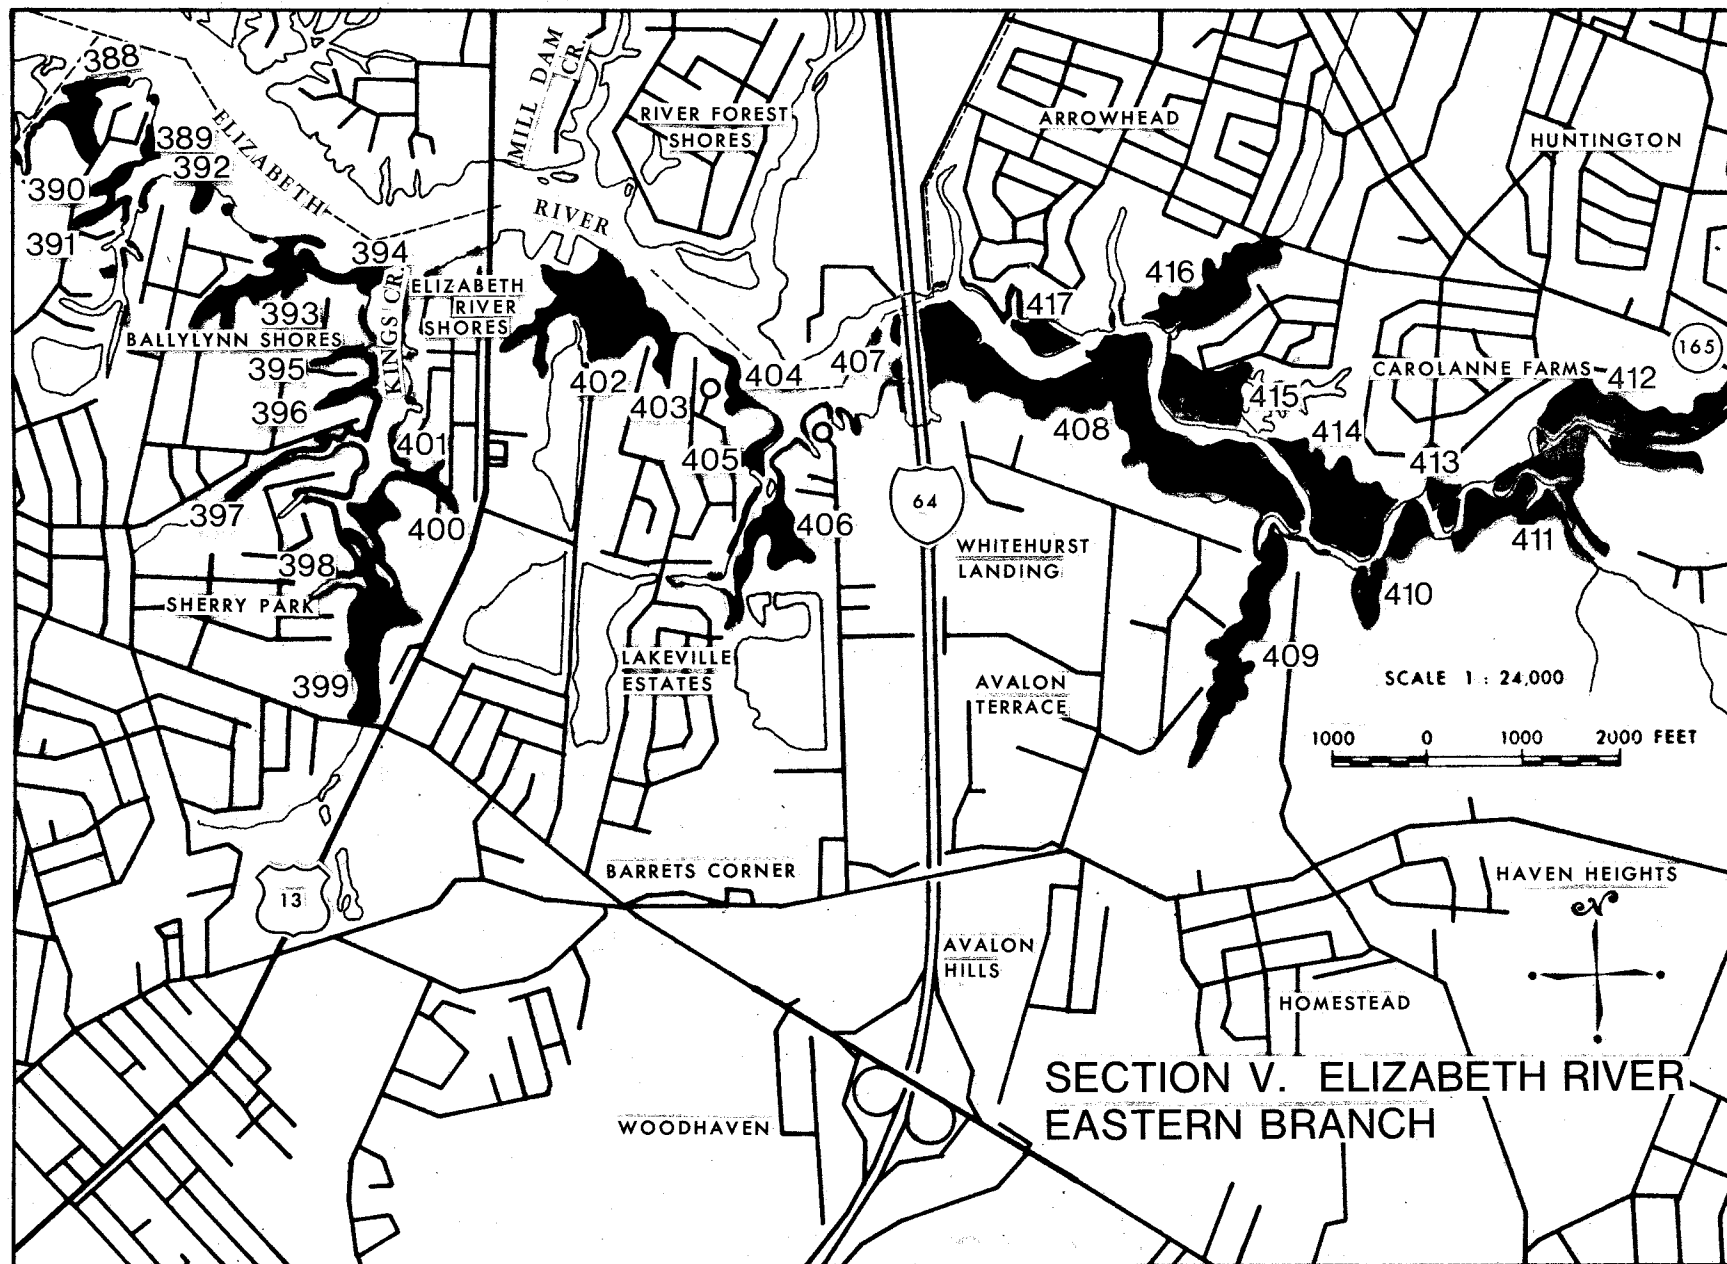 388
MILL DAM
CR.
RIVER FOREST
SHORES
ARROWHEAD
HUNTINGTON
389
392
ELIZABETH
390
391
RIVER
394
KINGS CR.
ELIZABETH
RIVER
SHORES
393
BALLYLYNN SHORES
395
396
401
397
400
398
SHERRY PARK
399
402
403
404
405
406
407
417
416
165
CAROLANNE FARMS
412
415
408
414
413
64
411
WHITEHURST
LANDING
410
409
LAKEVILLE
ESTATES
AVALON
TERRACE
SCALE 1 : 24,000
1000 0 1000 2000 FEET
BARRETS CORNER
13
HAVEN HEIGHTS
N
AVALON
HILLS
HOMESTEAD
WOODHAVEN
SECTION V. ELIZABETH RIVER
EASTERN BRANCH